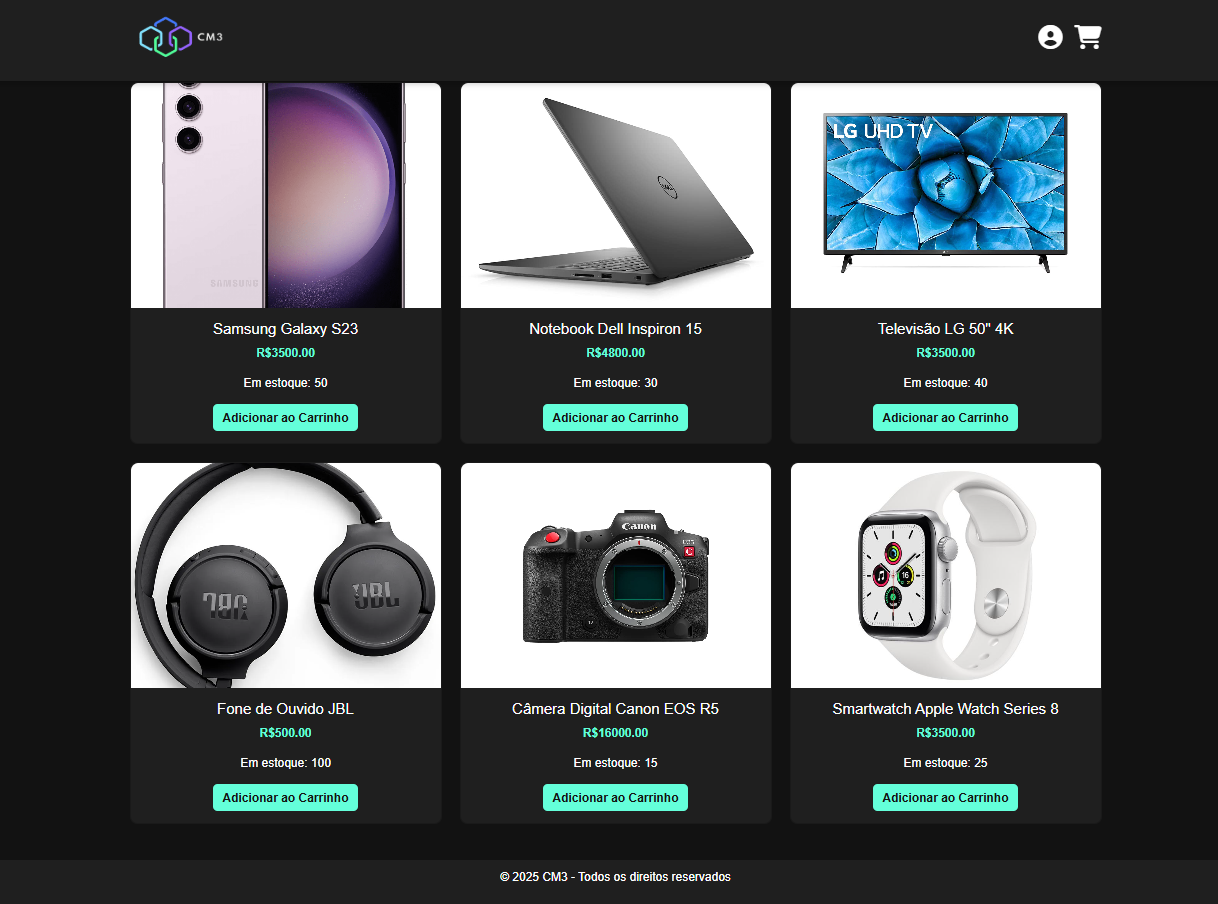 CM3
SAMSUNG
LG UHD TV
Samsung Galaxy S23
Notebook Dell Inspiron 15
Televisão LG 50" 4K
R$3500.00
R$4800.00
R$3500.00
Em estoque: 50
Em estoque: 30
Em estoque: 40
Adicionar ao Carrinho
Adicionar ao Carrinho
Adicionar ao Carrinho
JBL
JBL
Canon
16
Fone de Ouvido JBL
Câmera Digital Canon EOS R5
Smartwatch Apple Watch Series 8
R$500.00
R$16000.00
R$3500.00
Em estoque: 100
Em estoque: 15
Em estoque: 25
Adicionar ao Carrinho
Adicionar ao Carrinho
Adicionar ao Carrinho
© 2025 CM3 - Todos os direitos reservados